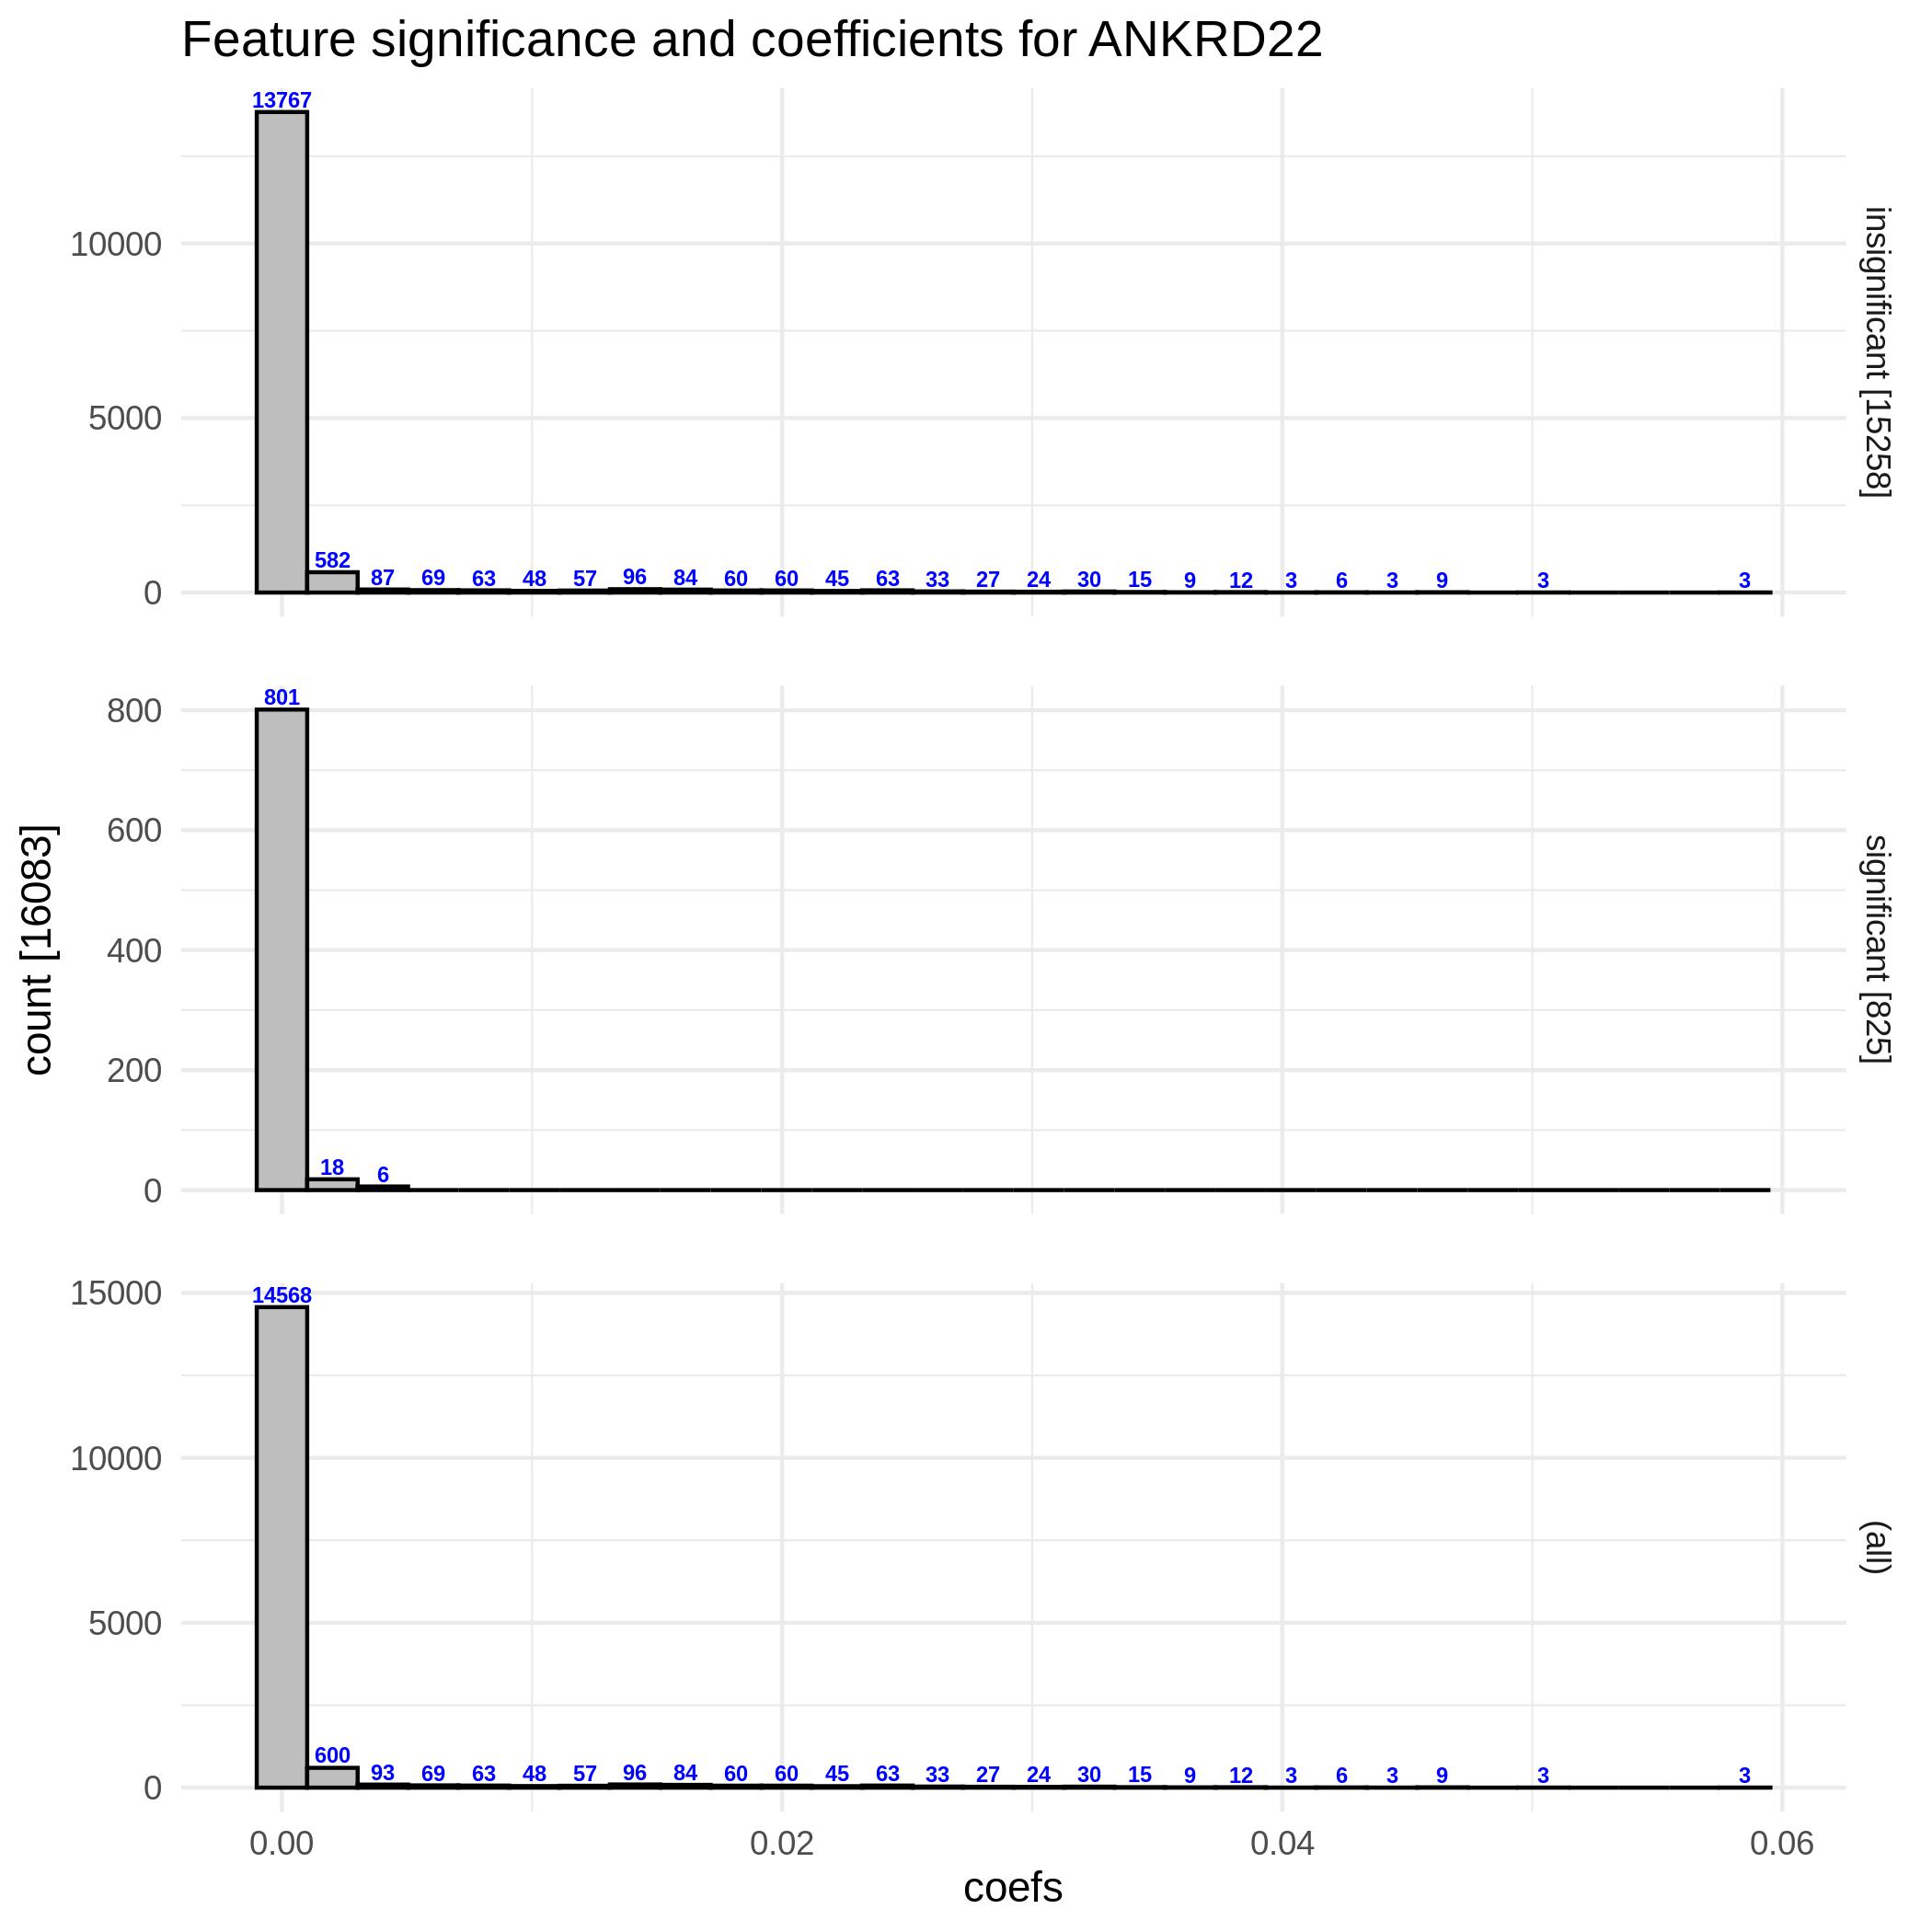 Feature significance and coefficients for ANKRD22
13767
582 87 69 63 48 57 96 84 60 60 45 63 33 27 24 30 15 9 12 3 6 3 9 3 3
10000
5000
0
insignificant [15258]
801
18 6
800
600
400
200
0
significant [825]
count [16083]
14568
600 93 69 63 48 57 96 84 60 60 45 63 33 27 24 30 15 9 12 3 6 3 9 3 3
15000
10000
5000
0
(all)
0.00 0.02 0.04 0.06
coefs